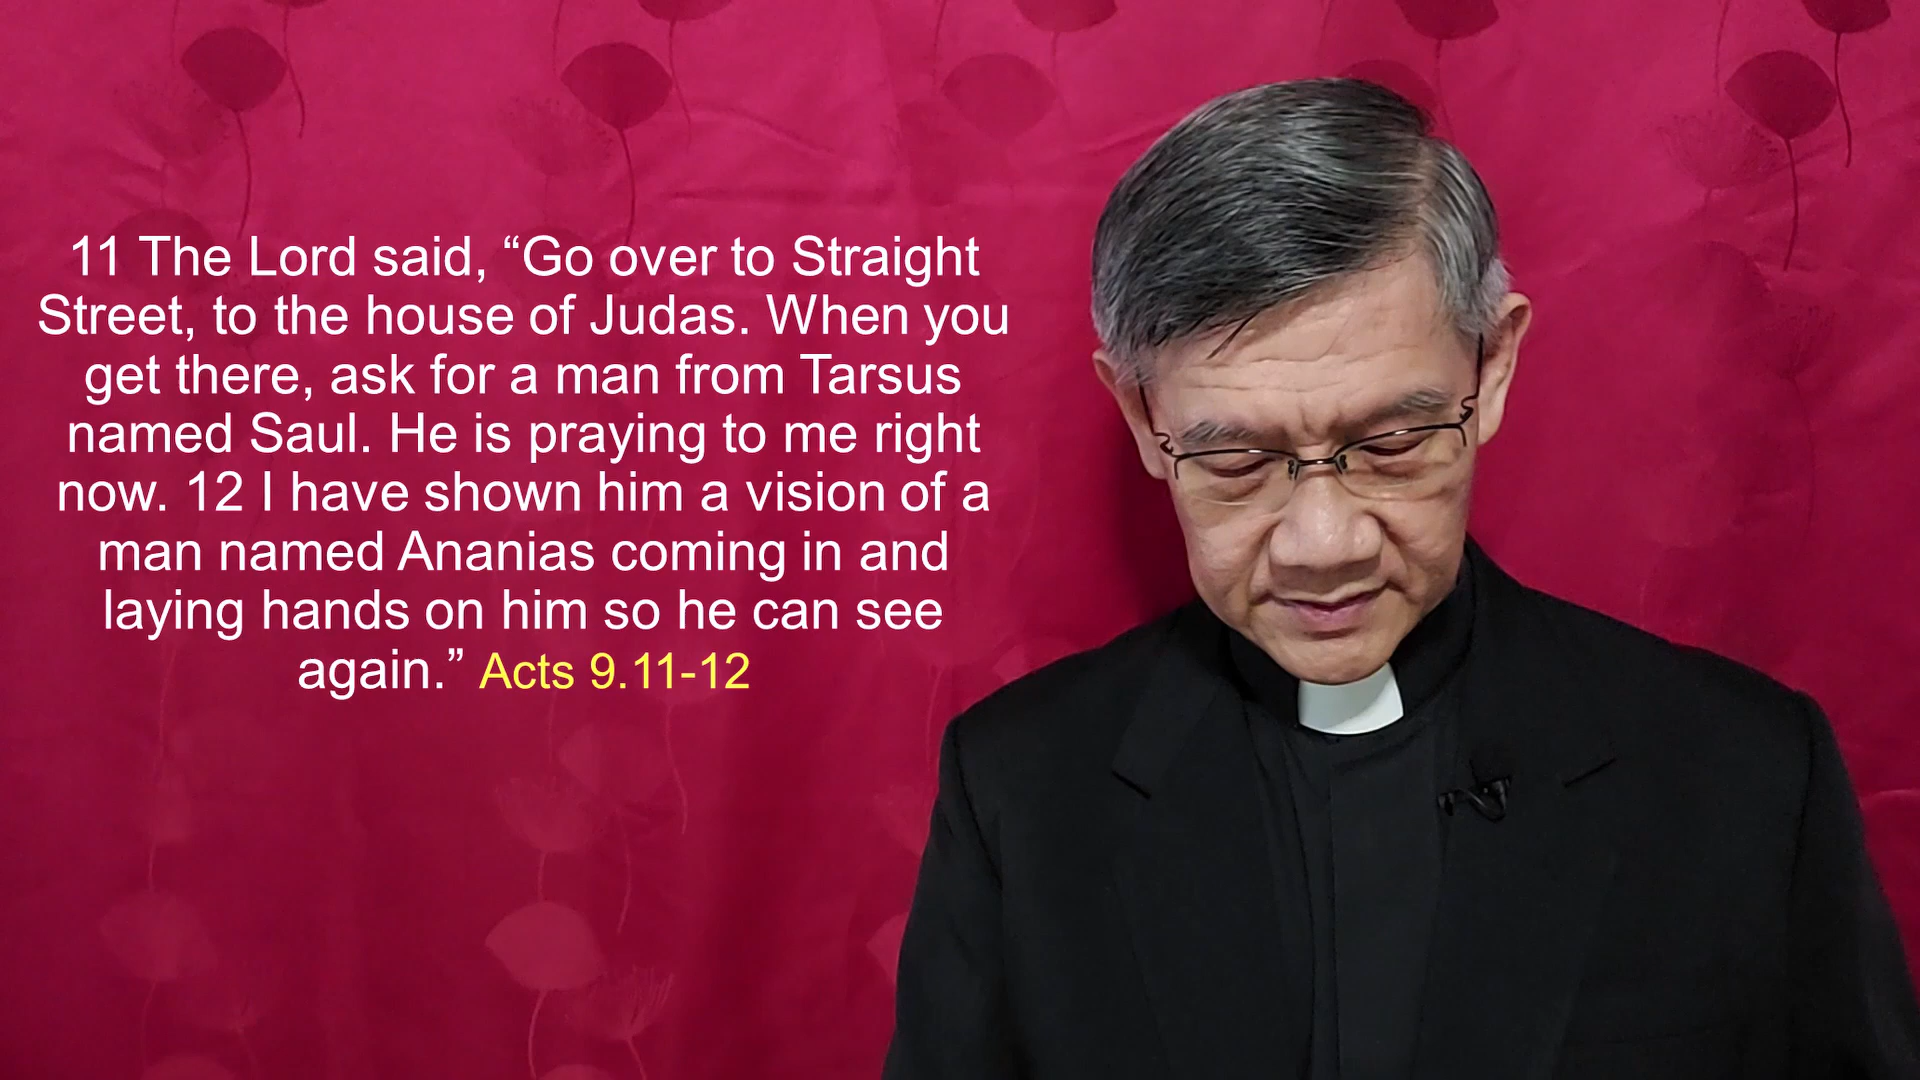 11 The Lord said, “Go over to Straight
Street, to the house of Judas. When you
get there, ask for a man from Tarsus
named Saul. He is praying to me right
now. 12 I have shown him a vision of a
man named Ananias coming in and
laying hands on him so he can see
again.” Acts 9.11-12